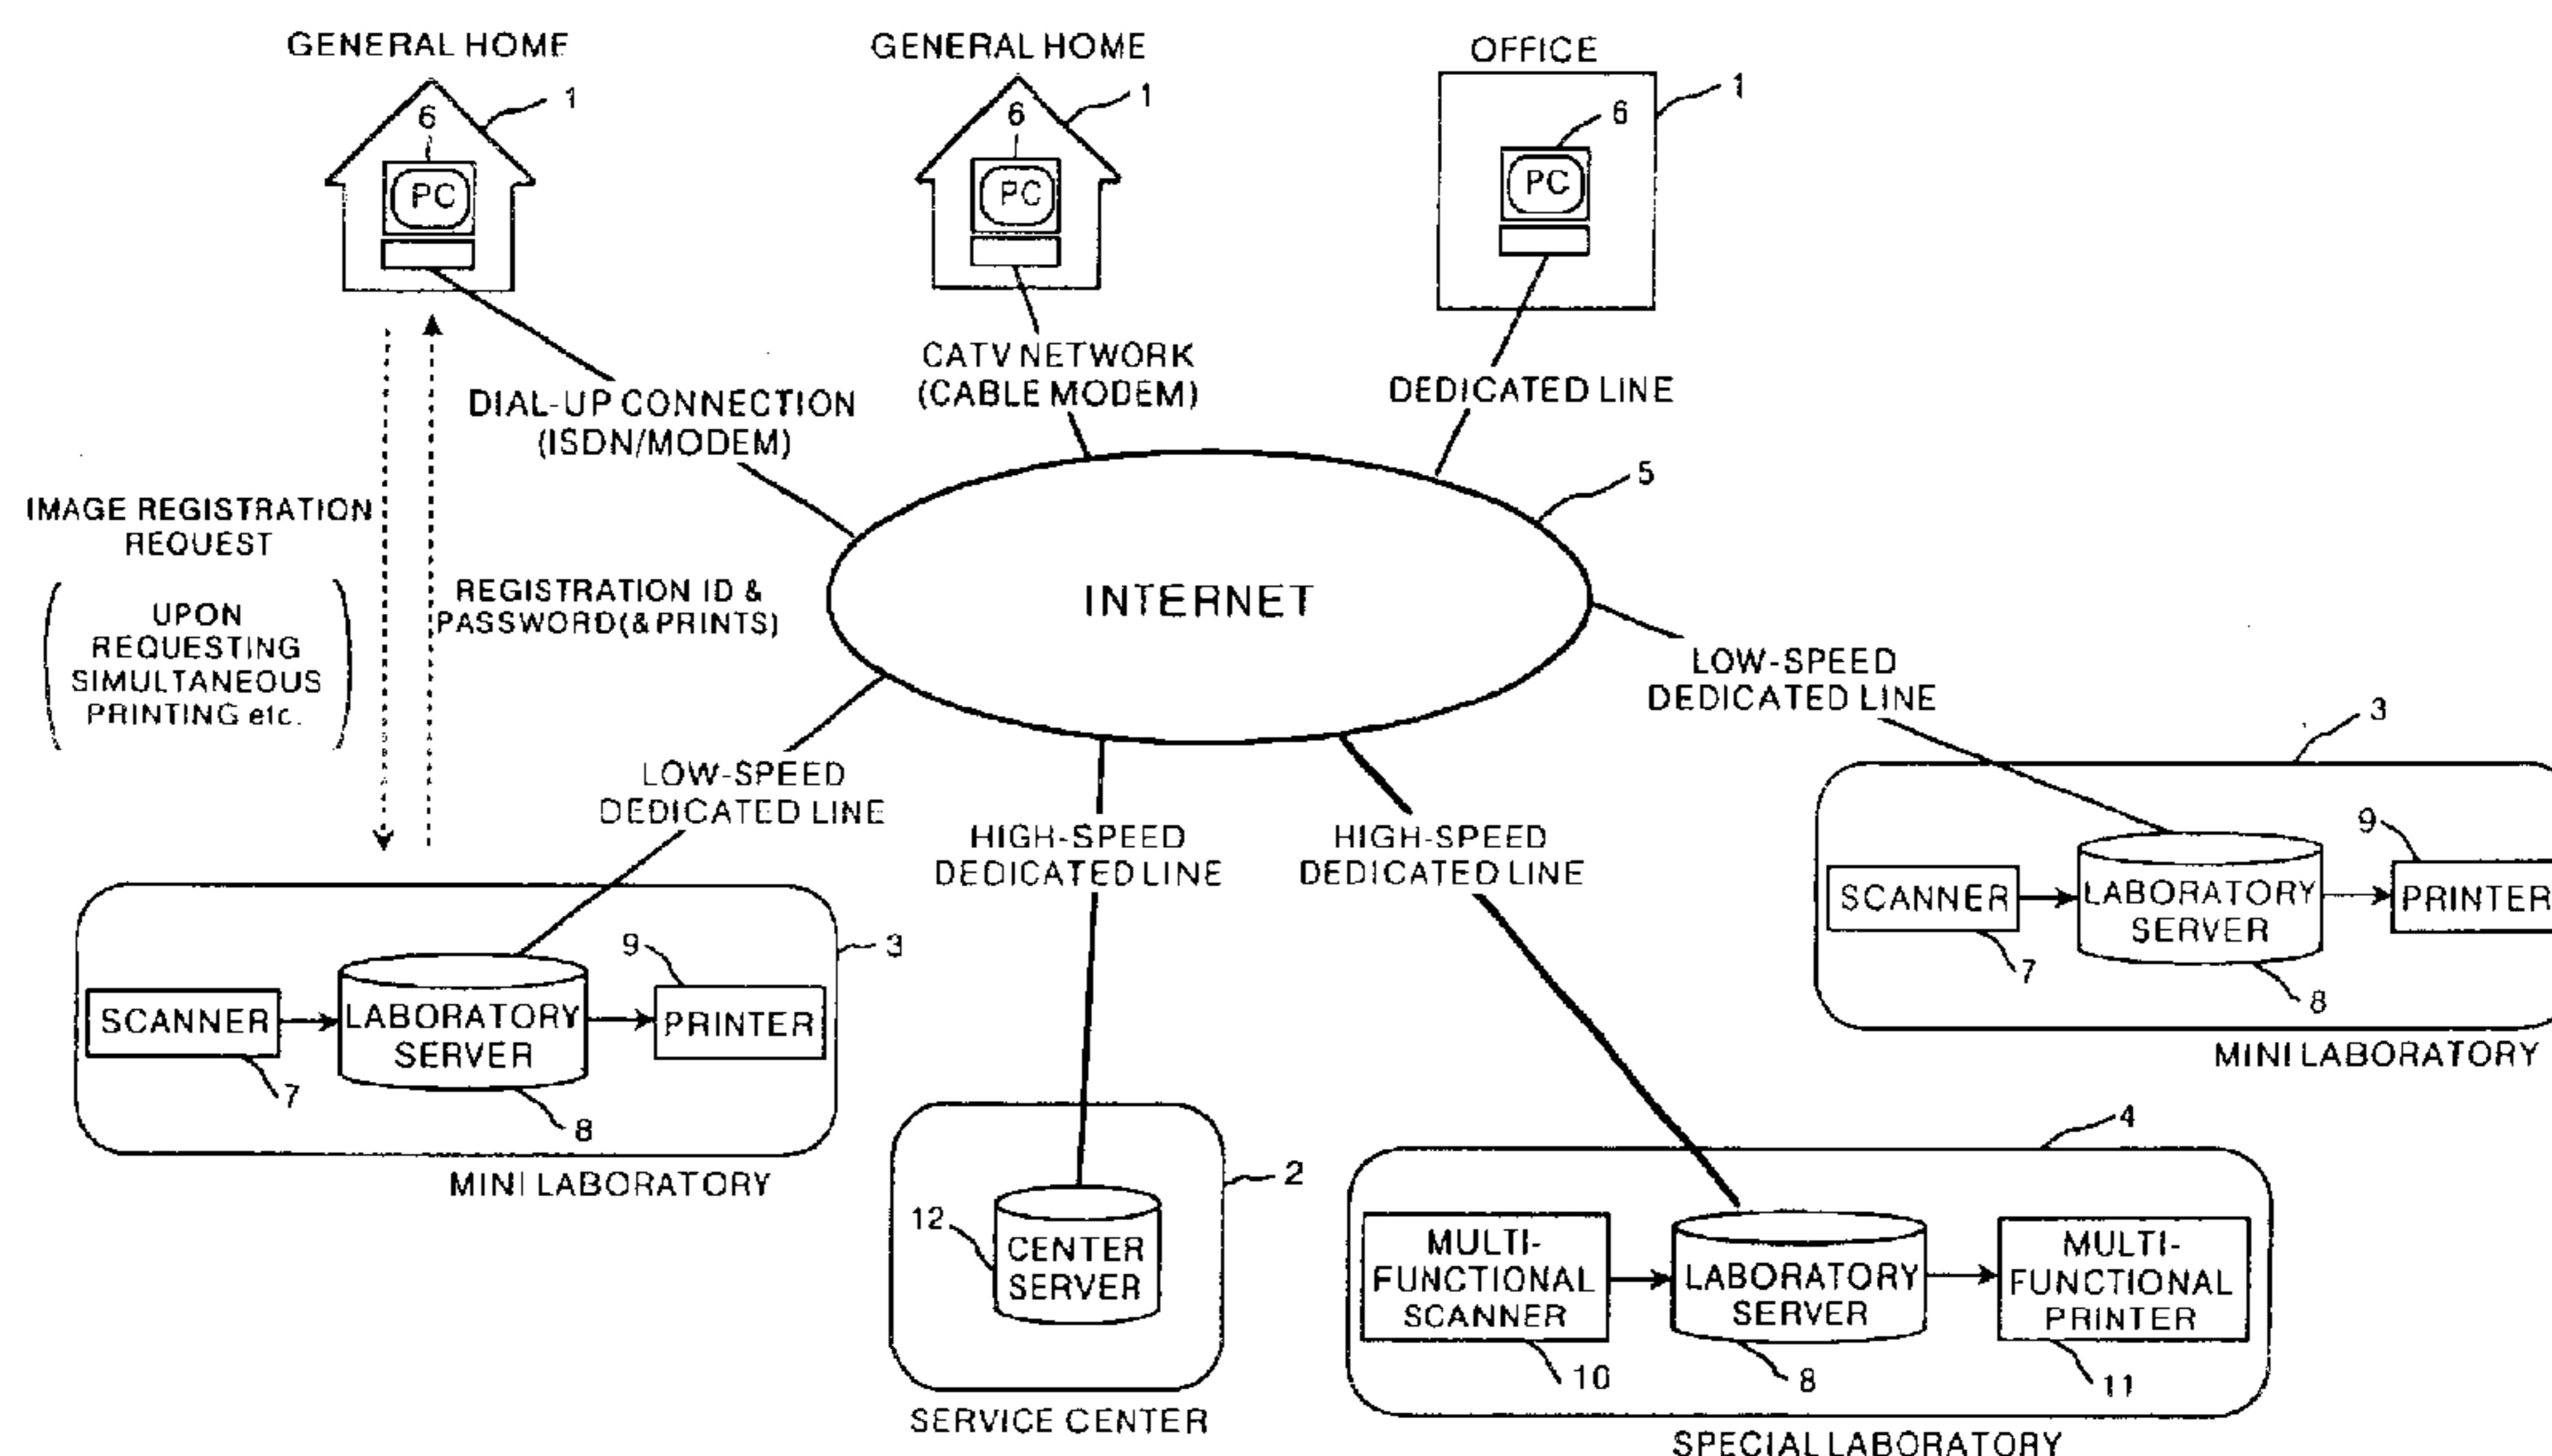 GENERAL HOME
GENERAL HOME
OFFICE
1
1
1
6
6
6
PC
PC
PC
CATV NETWORK
(CABLE MODEM)
DEDICATED LINE
DIAL-UP CONNECTION
(ISDN/MODEM)
5
IMAGE REGISTRATION
REQUEST
UPON
REQUESTING
SIMULTANEOUS
PRINTING etc.
REGISTRATION ID &
PASSWORD(& PRINTS)
INTERNET
LOW-SPEED
DEDICATED LINE
3
LOW-SPEED
DEDICATED LINE
HIGH-SPEED
DEDICATED LINE
HIGH-SPEED
DEDICATED LINE
9
SCANNER
LABORATORY
SERVER
PRINTER
7
8
MINI LABORATORY
3
9
SCANNER
LABORATORY
SERVER
PRINTER
7
8
MINI LABORATORY
2
12
CENTER
SERVER
SERVICE CENTER
4
MULTI-
FUNCTIONAL
SCANNER
LABORATORY
SERVER
MULTI-
FUNCTIONAL
PRINTER
10
8
11
SPECIAL LABORATORY